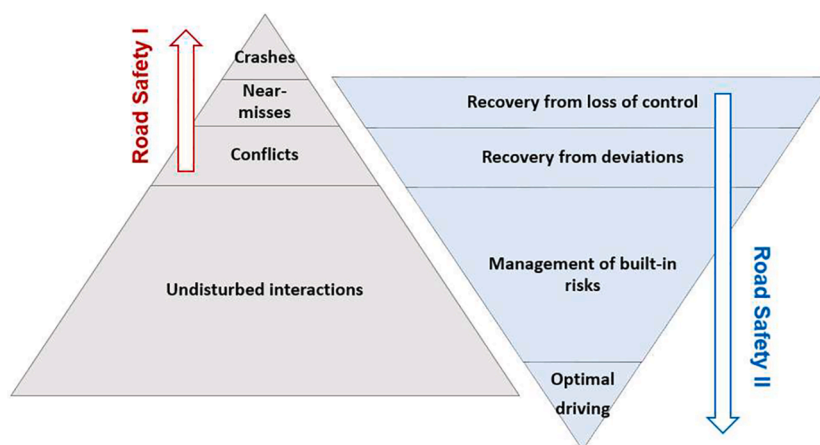 Road Safety I
Crashes
Near-
misses
Conflicts
Undisturbed interactions
Recovery from loss of control
Recovery from deviations
Management of built-in
risks
Optimal
driving
Road Safety II